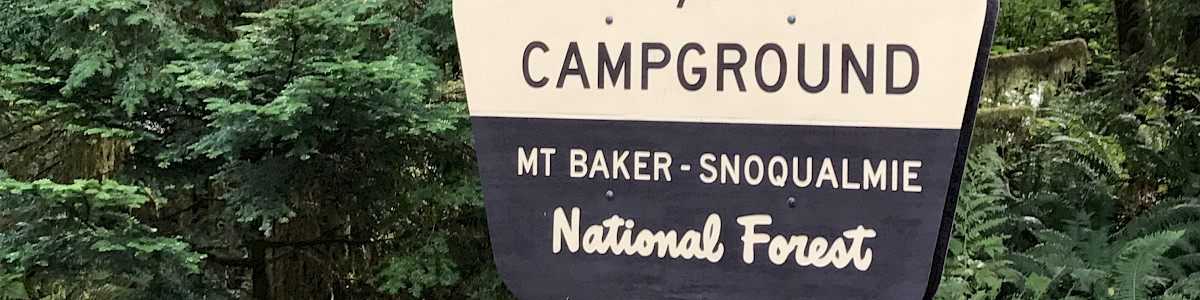 CAMPGROUND
MT BAKER - SNOQUALMIE
National Forest